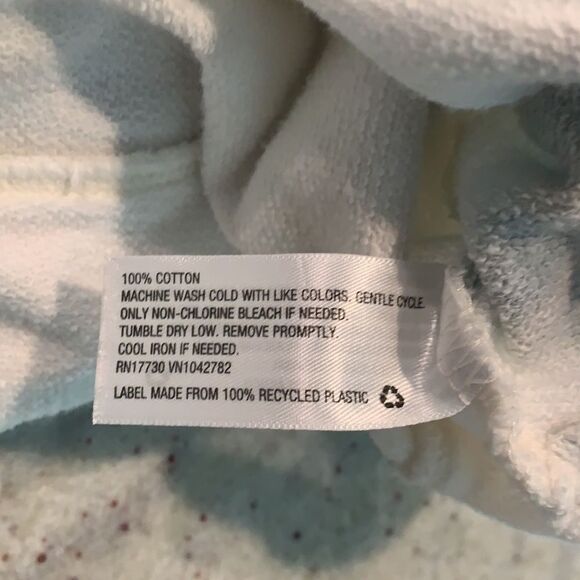 100% COTTON
MACHINE WASH COLD WITH LIKE COLORS. GENTLE CYCLE.
ONLY NON-CHLORINE BLEACH IF NEEDED.
TUMBLE DRY LOW. REMOVE PROMPTLY.
COOL IRON IF NEEDED.
RN17730 VN1042782
LABEL MADE FROM 100% RECYCLED PLASTIC